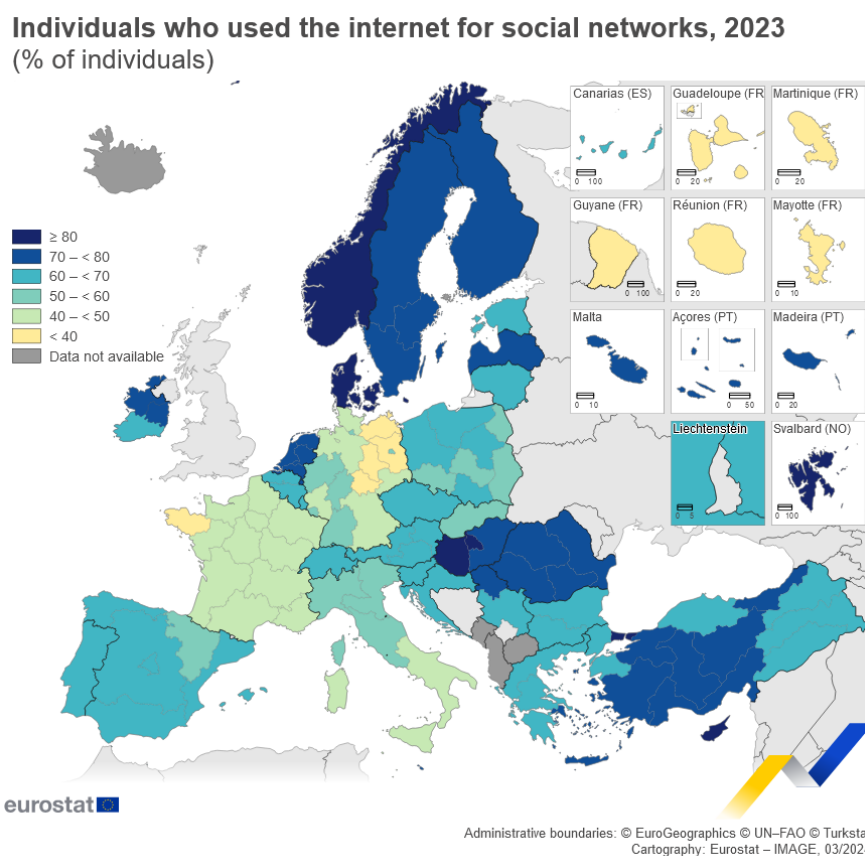 Individuals who used the internet for social networks, 2023
(% of individuals)
Canarias (ES)
0 100
Guadeloupe (FR
0 20
Martinique (FR)
0 20
Guyane (FR)
0 100
Réunion (FR)
0 20
Mayotte (FR)
0 10
≥ 80
70 – < 80
60 – < 70
50 – < 60
40 – < 50
< 40
Data not available
Malta
0 10
Açores (PT)
0 50
Madeira (PT)
0 20
Liechtenstein
0 5
Svalbard (NO)
0 100
eurostat
Administrative boundaries: © EuroGeographics © UN–FAO © Turksta
Cartography: Eurostat – IMAGE, 03/202